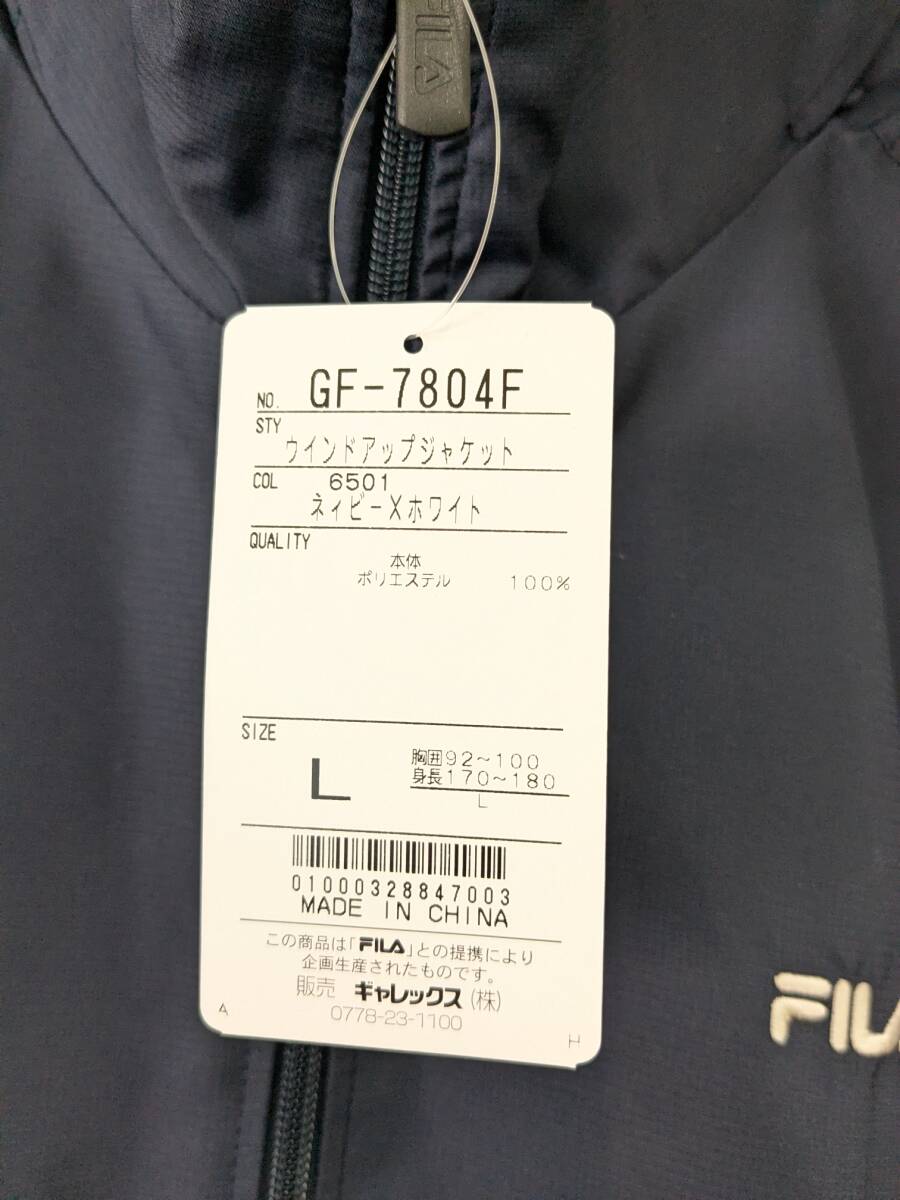 FILA
NO. GF-7804F
STY
ウインドアップジャケット
COL 6501
ネィビーXホワイト
QUALITY
本体
ポリエステル 100%
SIZE
L
胸囲92~100
身長170~180
L
01000328847003
MADE IN CHINA
この商品は「FILA」との提携により
企画生産されたものです。
販売 ギャレックス(株)
0778-23-1100
A H
FILA